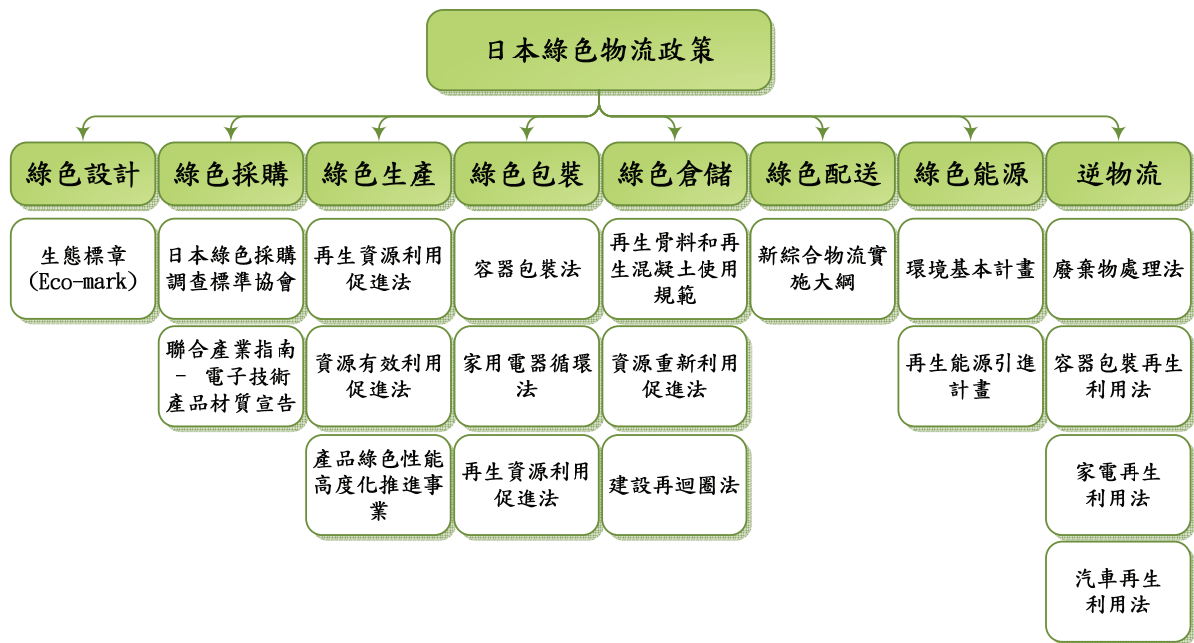 日本綠色物流政策
綠色設計
綠色採購
綠色生產
綠色包裝
綠色倉儲
綠色配送
綠色能源
逆物流
生態標章
(Eco-mark)
日本綠色採購
調查標準協會
聯合產業指南
- 電子技術
產品材質宣告
再生資源利用
促進法
資源有效利用
促進法
產品綠色性能
高度化推進事
業
容器包裝法
家用電器循環
法
再生資源利用
促進法
再生骨料和再
生混凝土使用
規範
資源重新利用
促進法
建設再迴圈法
新綜合物流實
施大綱
環境基本計畫
再生能源引進
計畫
廢棄物處理法
容器包裝再生
利用法
家電再生
利用法
汽車再生
利用法